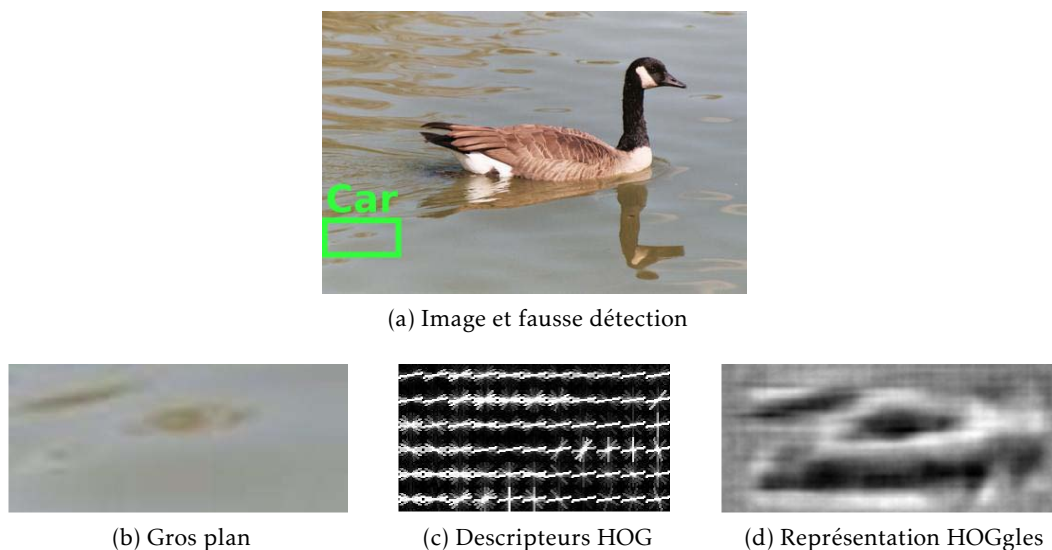 Car
(a) Image et fausse détection
(b) Gros plan
(c) Descripteurs HOG
(d) Représentation HOGgles